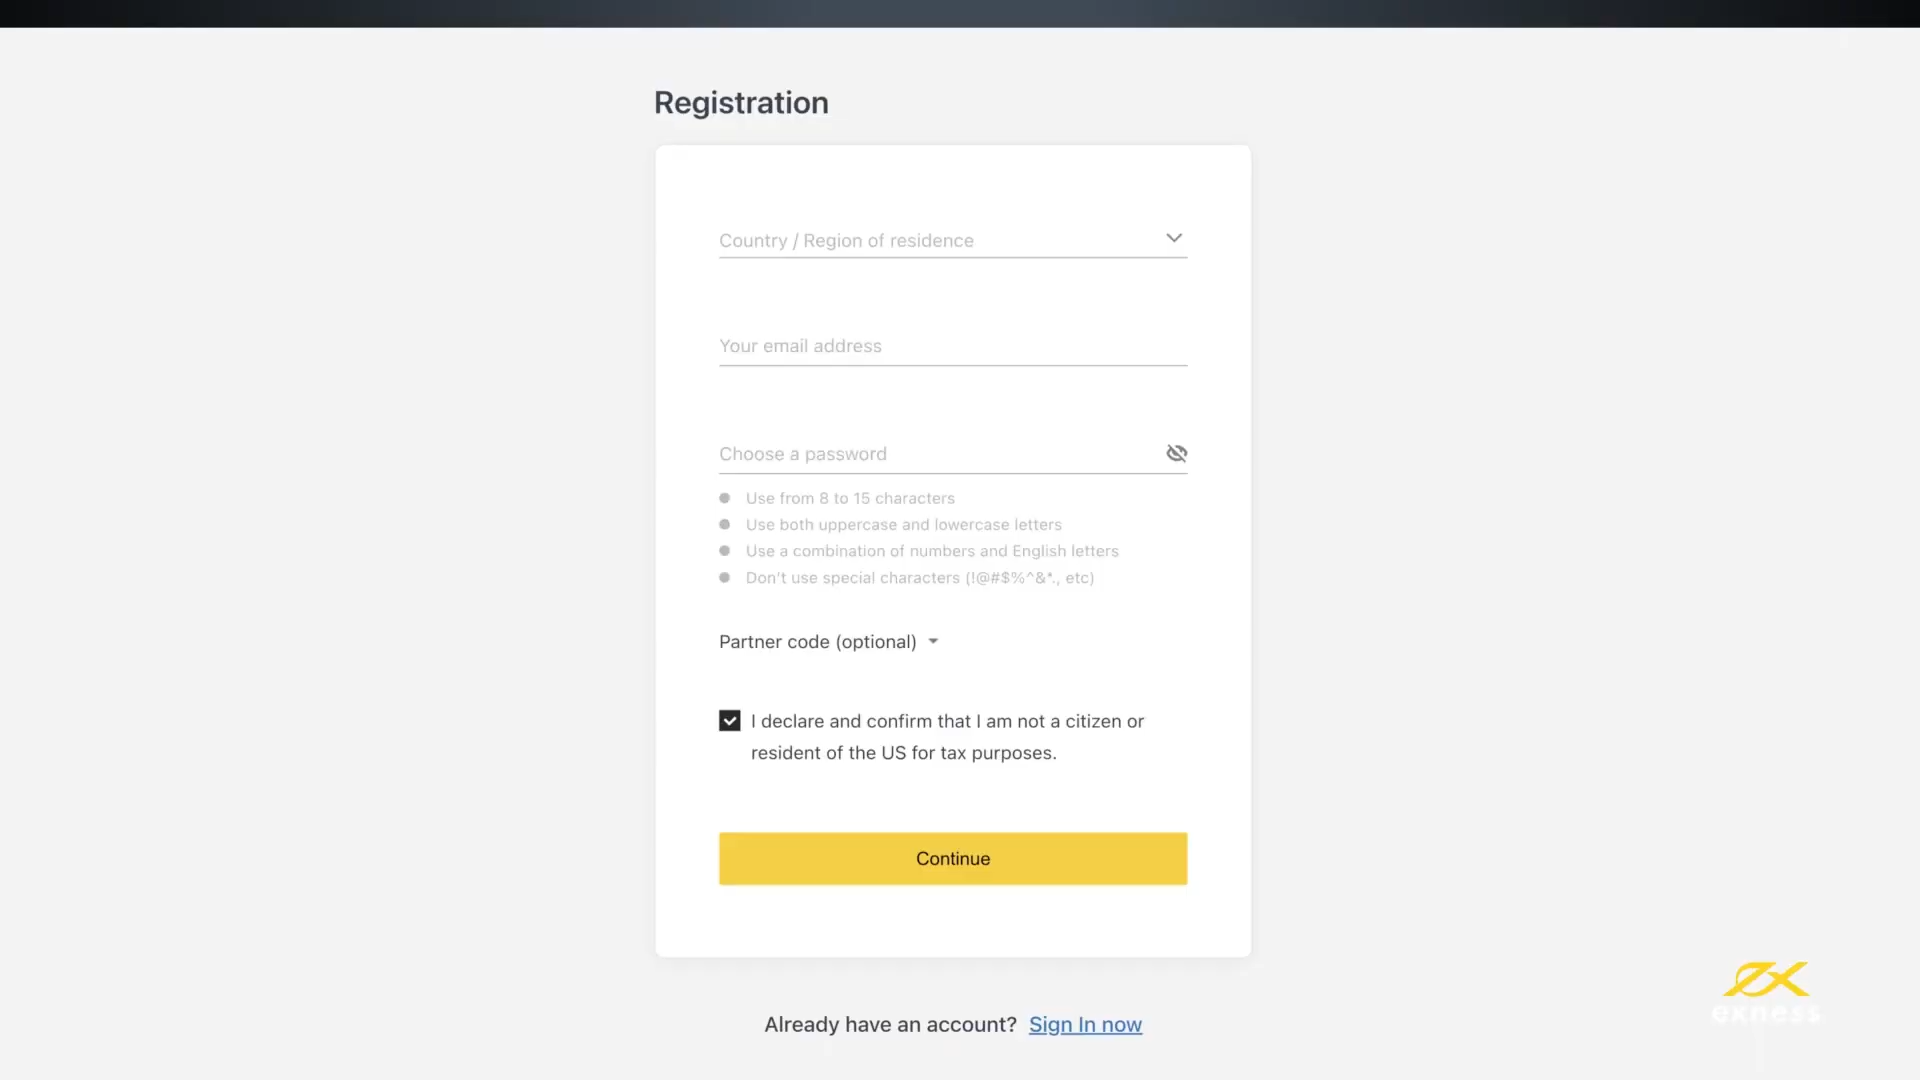 Registration
Country / Region of residence
Your email address
Choose a password
Use from 8 to 15 characters
Use both uppercase and lowercase letters
Use a combination of numbers and English letters
Don't use special characters (!@#$%^&*., etc)
Partner code (optional)
I declare and confirm that I am not a citizen or
resident of the US for tax purposes.
Continue
exness
Already have an account? Sign In now